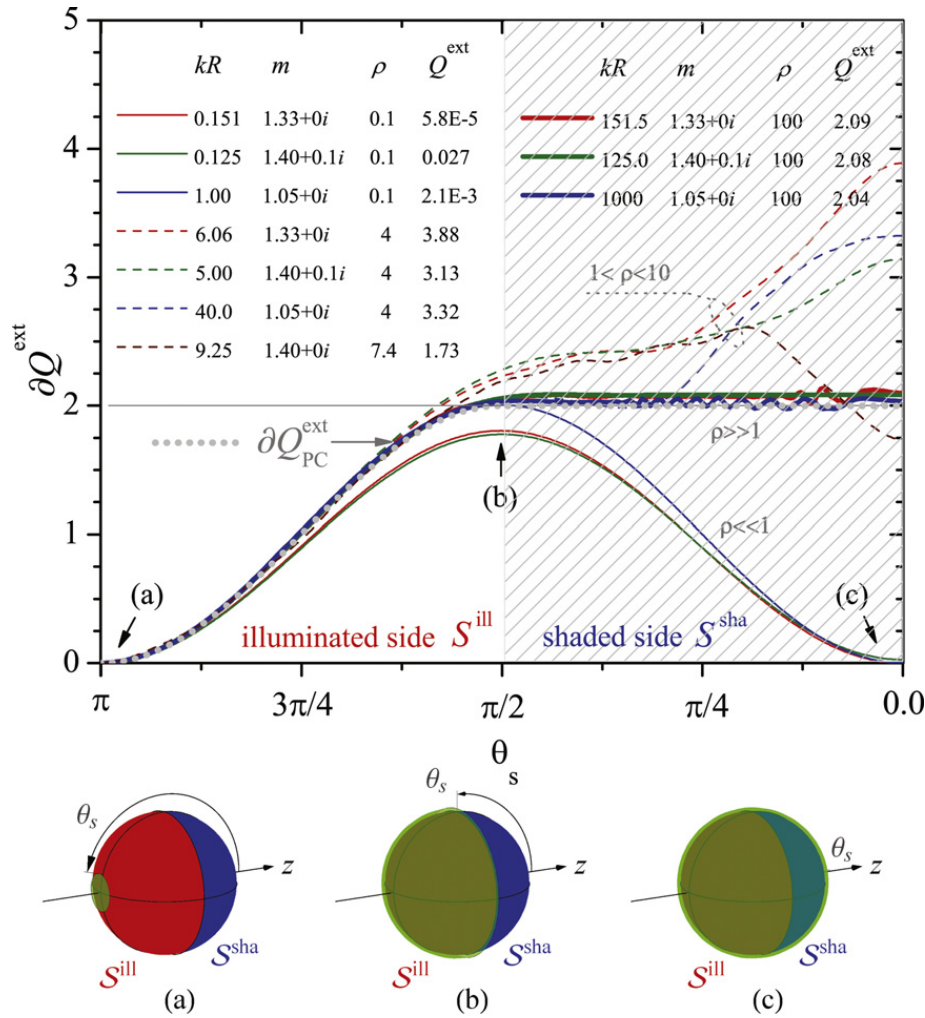 5
kR m ρ Q^ext
0.151 1.33+0i 0.1 5.8E-5
0.125 1.40+0.1i 0.1 0.027
1.00 1.05+0i 0.1 2.1E-3
6.06 1.33+0i 4 3.88
5.00 1.40+0.1i 4 3.13
40.0 1.05+0i 4 3.32
9.25 1.40+0i 7.4 1.73
kR m ρ Q^ext
151.5 1.33+0i 100 2.09
125.0 1.40+0.1i 100 2.08
1000 1.05+0i 100 2.04
4
3
2
1
0
∂Q^ext
1< ρ <10
∂Q_PC^ext
ρ>>1
(b)
ρ<<1
(a)
(c)
illuminated side S^ill
shaded side S^sha
π
3π/4
π/2
π/4
0.0
θ_s
θ_s
z
S^ill
S^sha
(a)
θ_s
z
S^ill
S^sha
(b)
θ_s
z
S^ill
S^sha
(c)